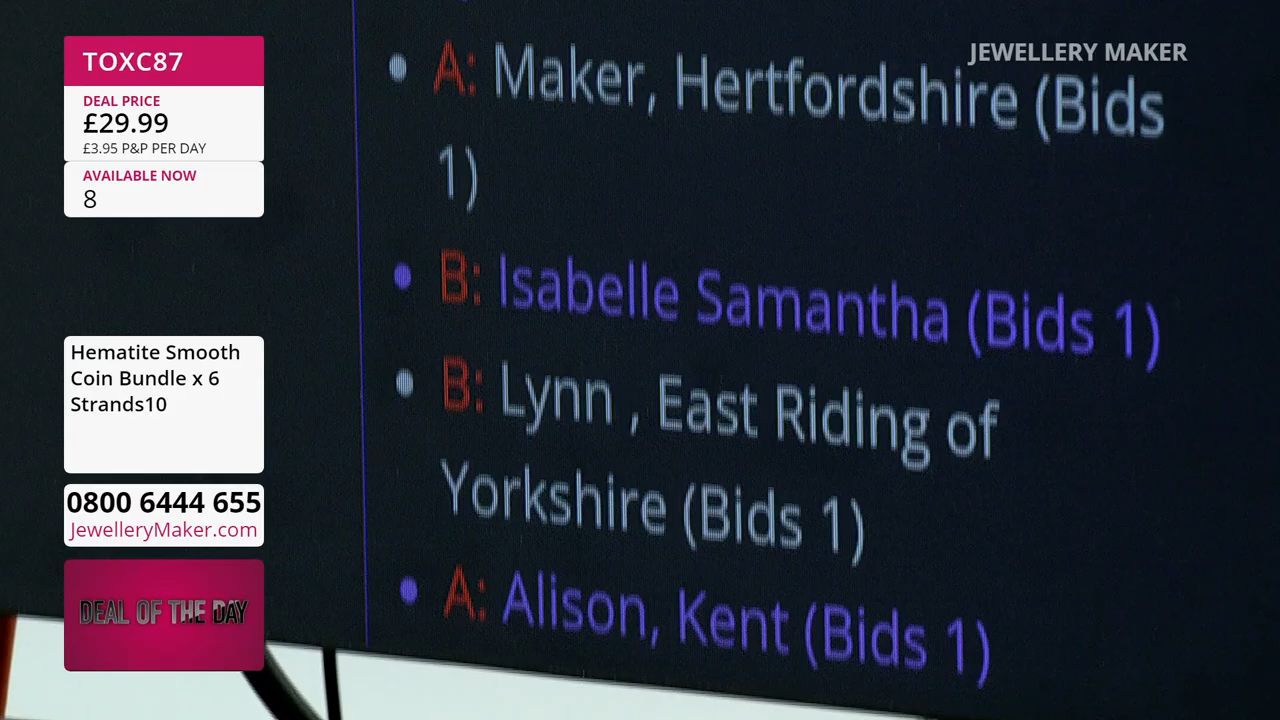 TOXC87
DEAL PRICE
£29.99
£3.95 P&P PER DAY
AVAILABLE NOW
8
Hematite Smooth
Coin Bundle x 6
Strands10
0800 6444 655
JewelleryMaker.com
DEAL OF THE DAY
JEWELLERY MAKER
• A: Maker, Hertfordshire (Bids
1)
• B: Isabelle Samantha (Bids 1)
• B: Lynn , East Riding of
Yorkshire (Bids 1)
• A: Alison, Kent (Bids 1)